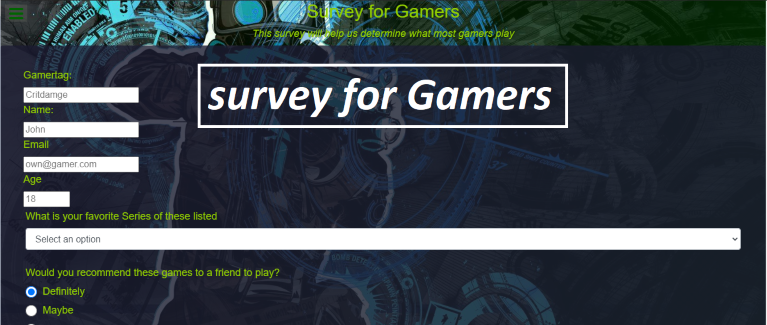 Survey for Gamers
This survey will help us determine what most gamers play
survey for Gamers
Gamertag:
Critdamge
Name:
John
Email
own@gamer.com
Age
18
What is your favorite Series of these listed
Select an option
Would you recommend these games to a friend to play?
Definitely
Maybe